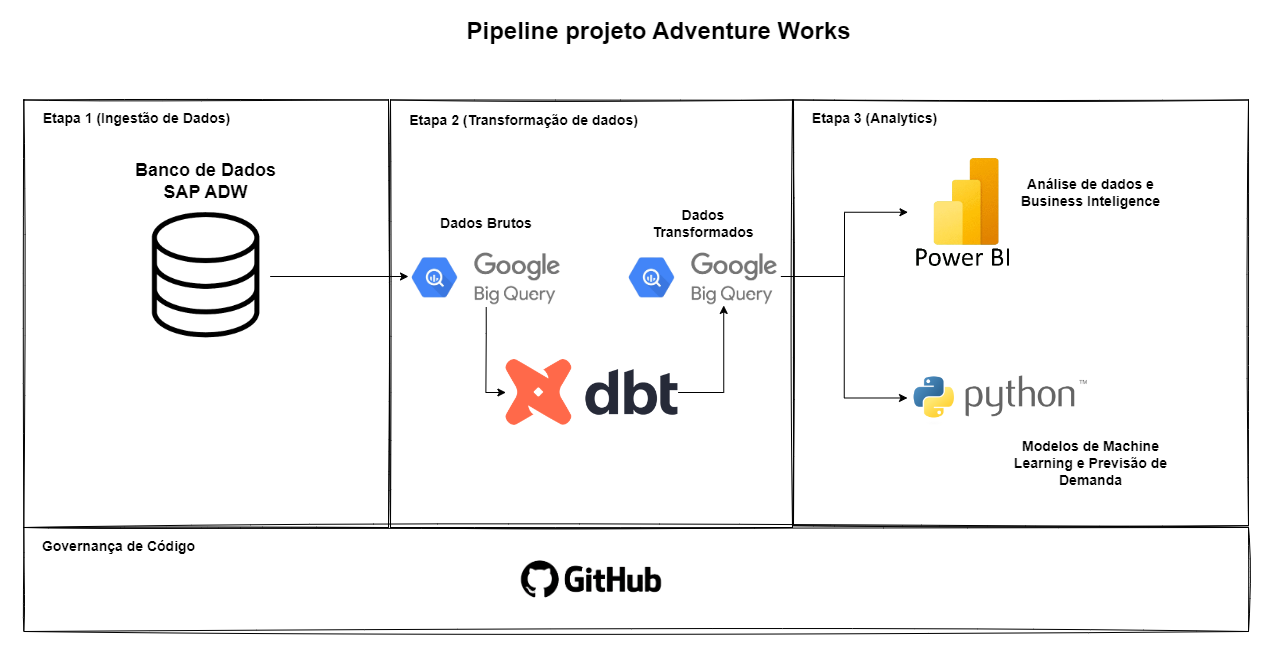 Pipeline projeto Adventure Works
Etapa 1 (Ingestão de Dados)
Banco de Dados
SAP ADW
Etapa 2 (Transformação de dados)
Dados Brutos
Google
Big Query
Dados
Transformados
Google
Big Query
dbt
Etapa 3 (Analytics)
Power BI
Análise de dados e
Business Inteligence
python™
Modelos de Machine
Learning e Previsão de
Demanda
Governança de Código
GitHub